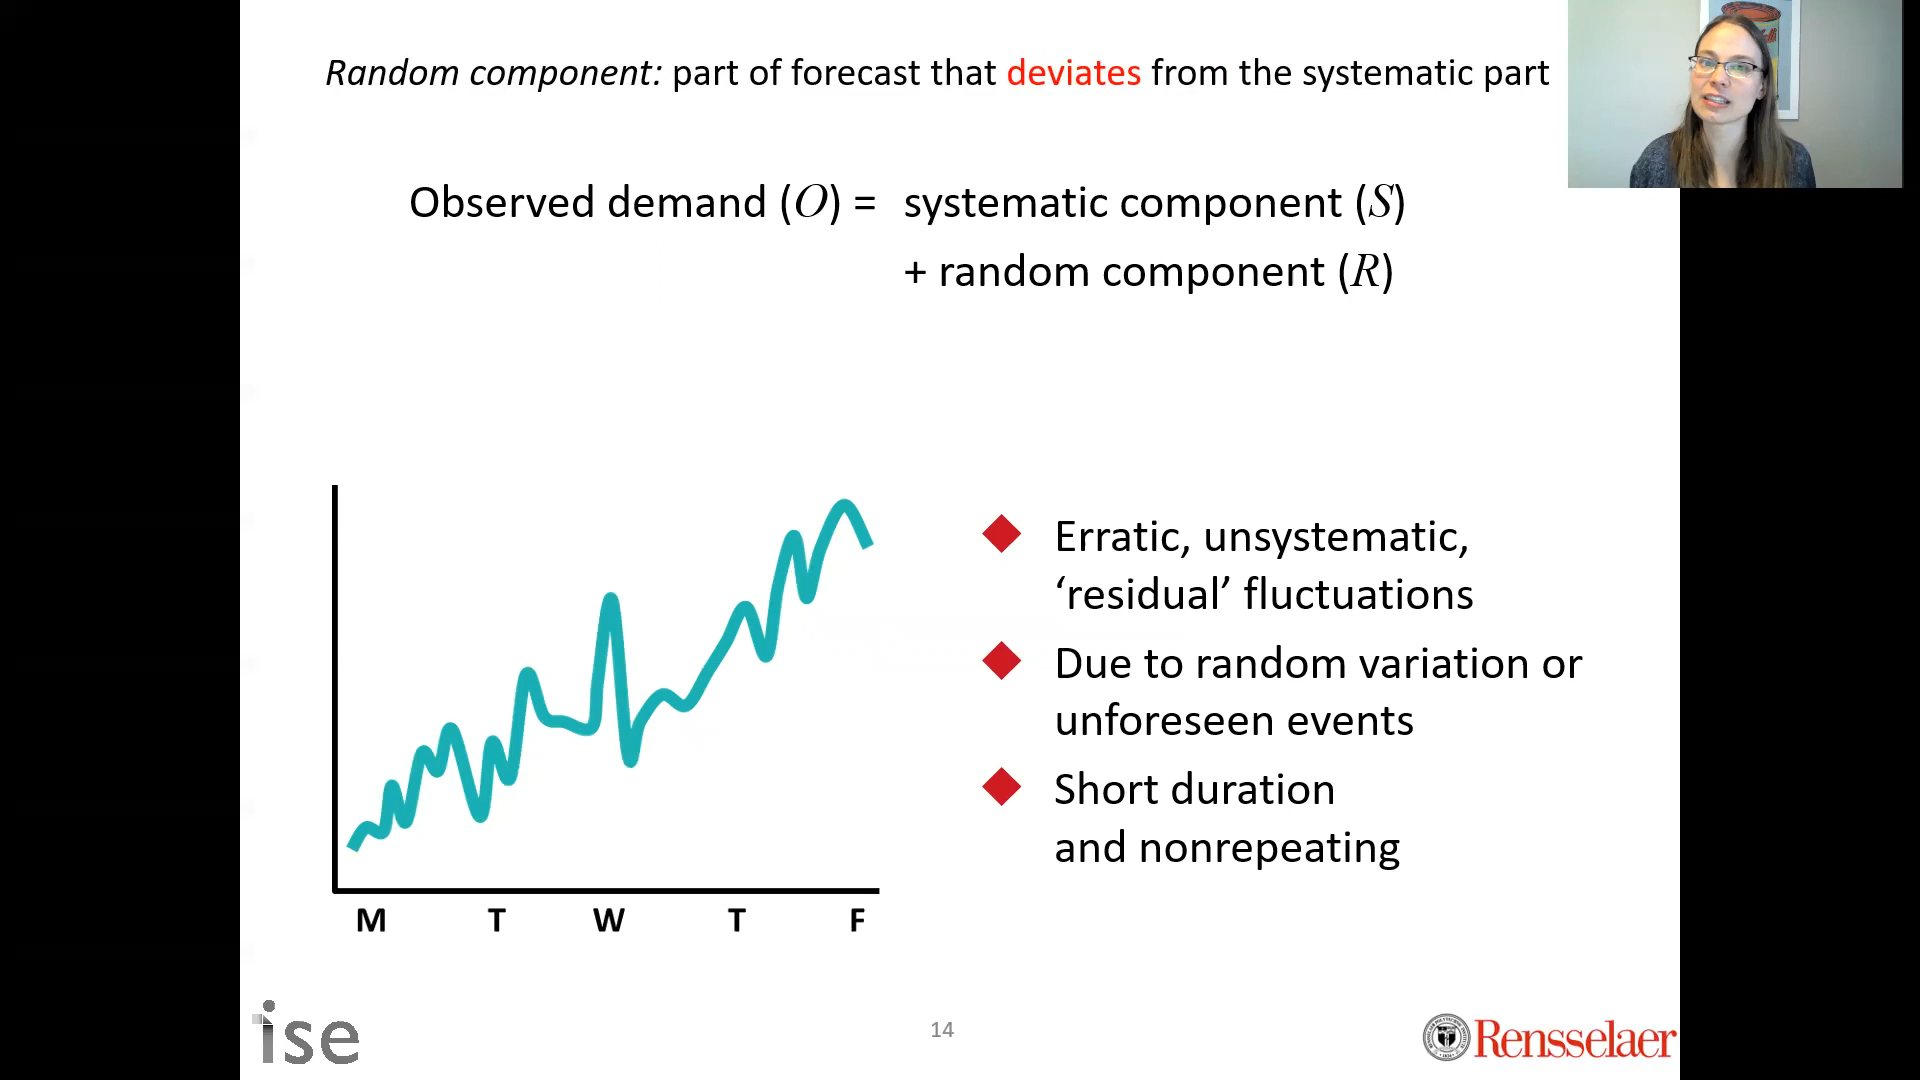 Random component: part of forecast that deviates from the systematic part
Observed demand (O) = systematic component (S)
+ random component (R)
Erratic, unsystematic,
‘residual’ fluctuations
Due to random variation or
unforeseen events
Short duration
and nonrepeating
M T W T F
ise
14
Rensselaer